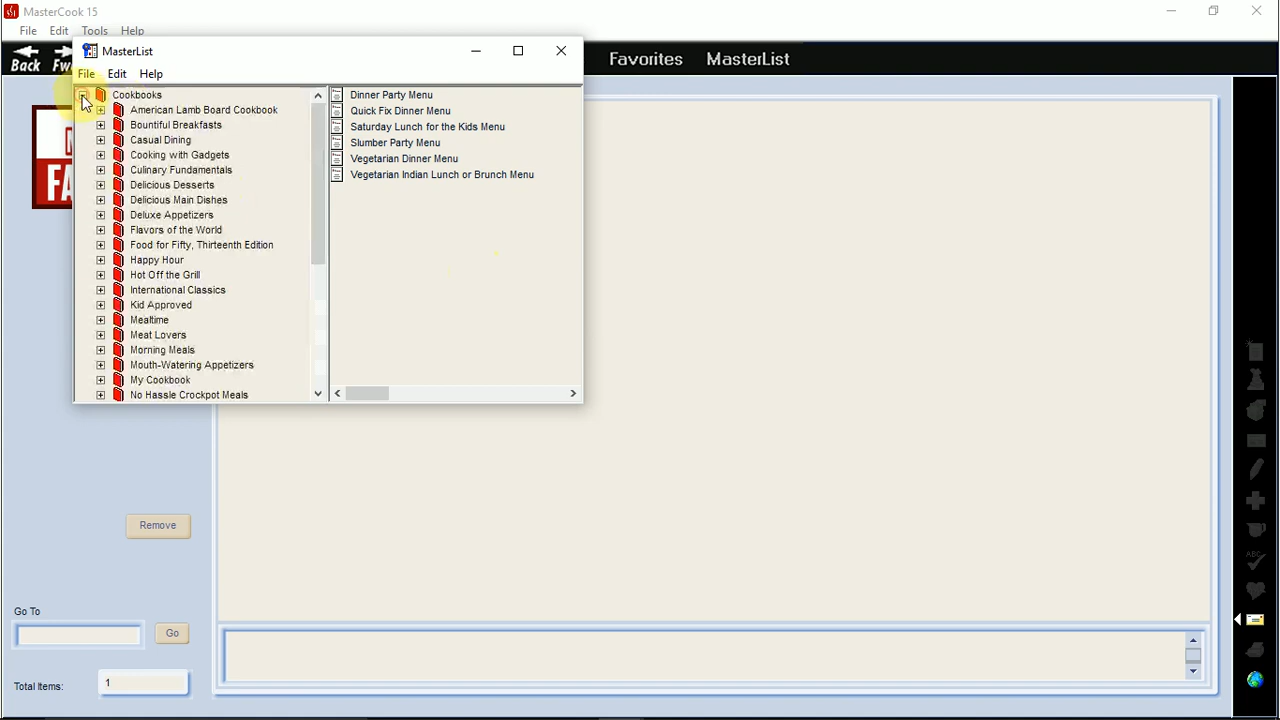 MasterCook 15
File Edit Tools Help
Back Favorites MasterList
MasterList
File Edit Help
Cookbooks
American Lamb Board Cookbook
Bountiful Breakfasts
Casual Dining
Cooking with Gadgets
Culinary Fundamentals
Delicious Desserts
Delicious Main Dishes
Deluxe Appetizers
Flavors of the World
Food for Fifty, Thirteenth Edition
Happy Hour
Hot Off the Grill
International Classics
Kid Approved
Mealtime
Meat Lovers
Morning Meals
Mouth-Watering Appetizers
My Cookbook
No Hassle Crockpot Meals
Dinner Party Menu
Quick Fix Dinner Menu
Saturday Lunch for the Kids Menu
Slumber Party Menu
Vegetarian Dinner Menu
Vegetarian Indian Lunch or Brunch Menu
Remove
Go To
Go
Total Items: 1
ABC